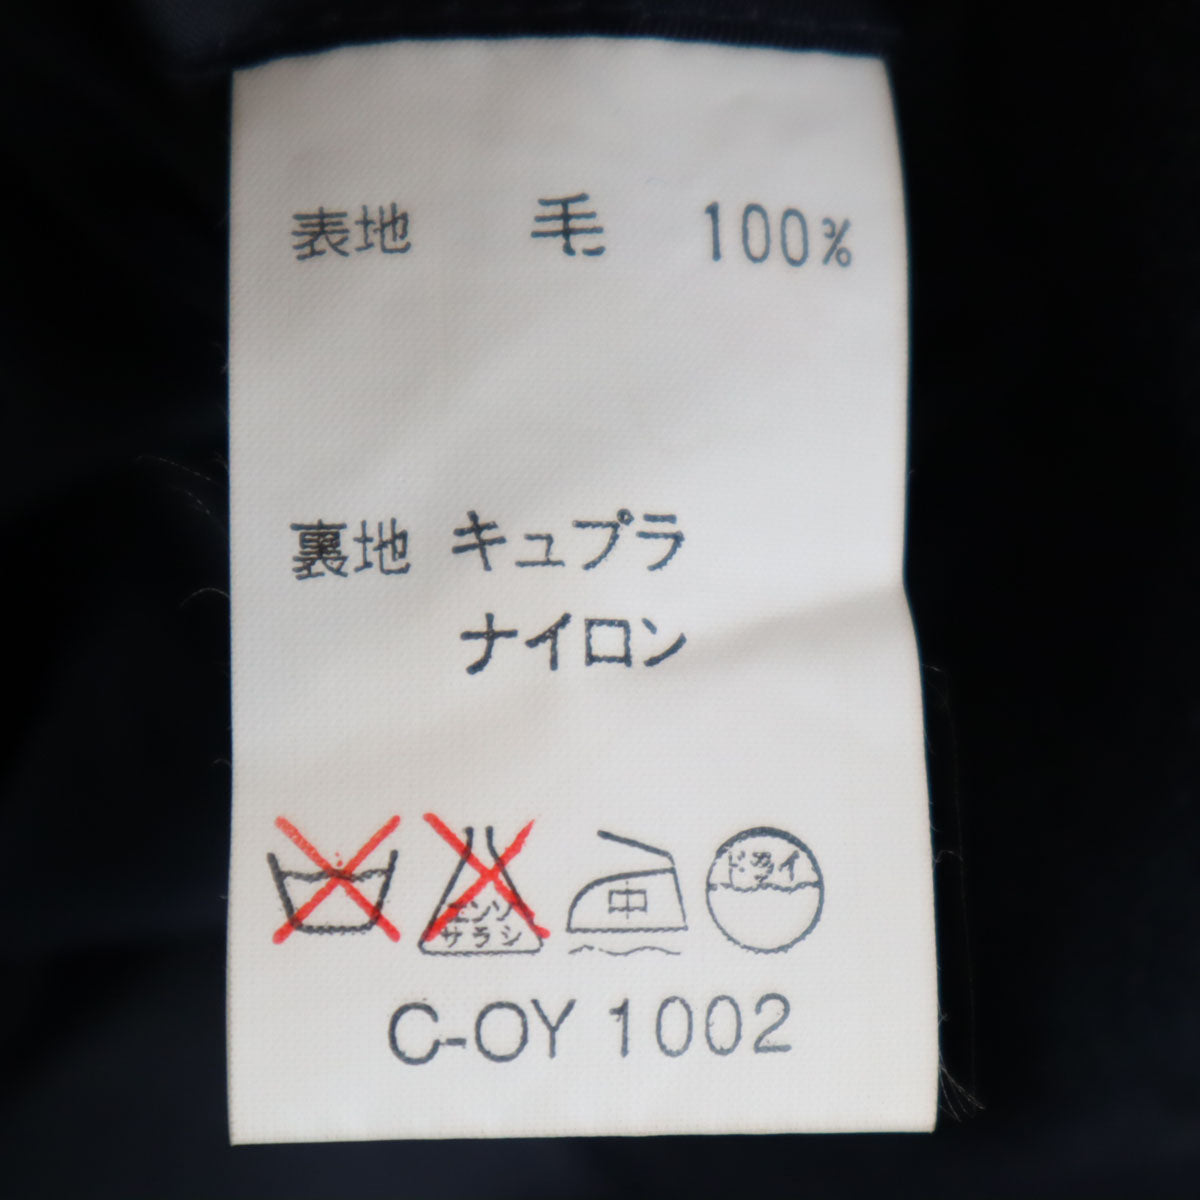 表地 毛 100%
裏地 キュプラ
ナイロン
エンソ
サラシ
中
ドライ
C-OY 1002